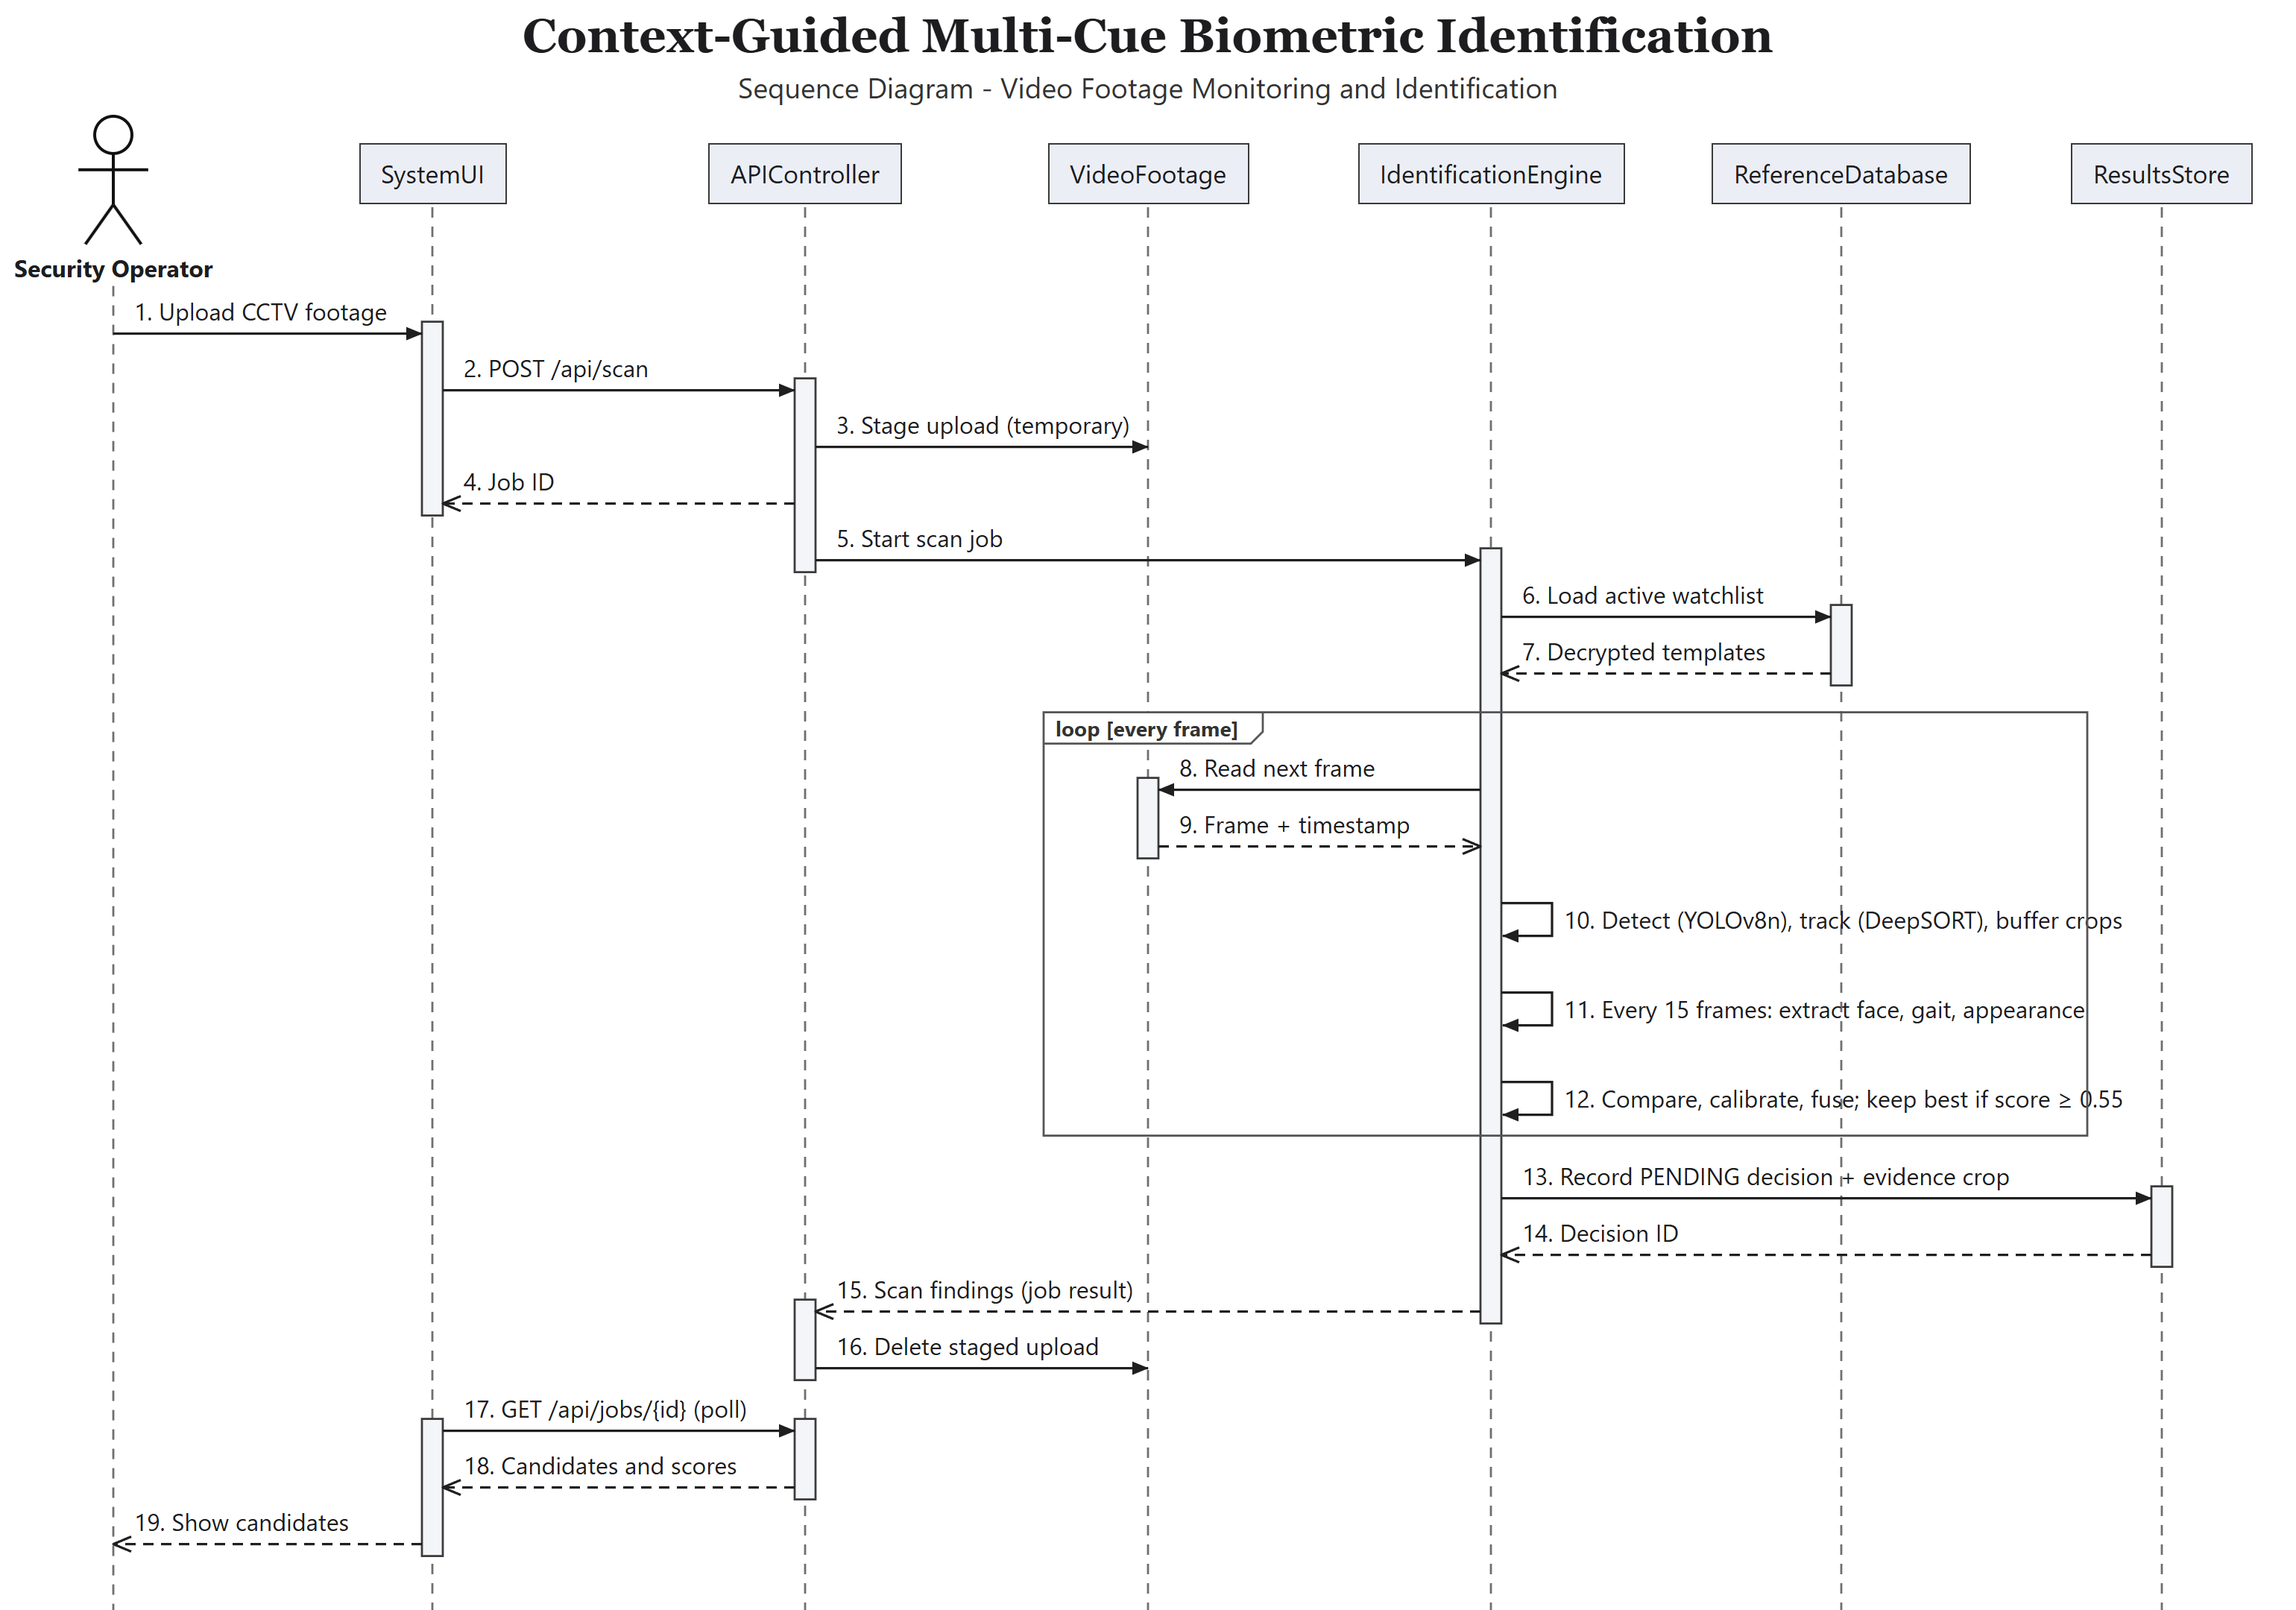 Context-Guided Multi-Cue Biometric Identification
Sequence Diagram - Video Footage Monitoring and Identification
SystemUI
APIController
VideoFootage
IdentificationEngine
ReferenceDatabase
ResultsStore
Security Operator
1. Upload CCTV footage
2. POST /api/scan
3. Stage upload (temporary)
4. Job ID
5. Start scan job
6. Load active watchlist
7. Decrypted templates
loop [every frame]
8. Read next frame
9. Frame + timestamp
10. Detect (YOLOv8n), track (DeepSORT), buffer crops
11. Every 15 frames: extract face, gait, appearance
12. Compare, calibrate, fuse; keep best if score ≥ 0.55
13. Record PENDING decision + evidence crop
14. Decision ID
15. Scan findings (job result)
16. Delete staged upload
17. GET /api/jobs/{id} (poll)
18. Candidates and scores
19. Show candidates